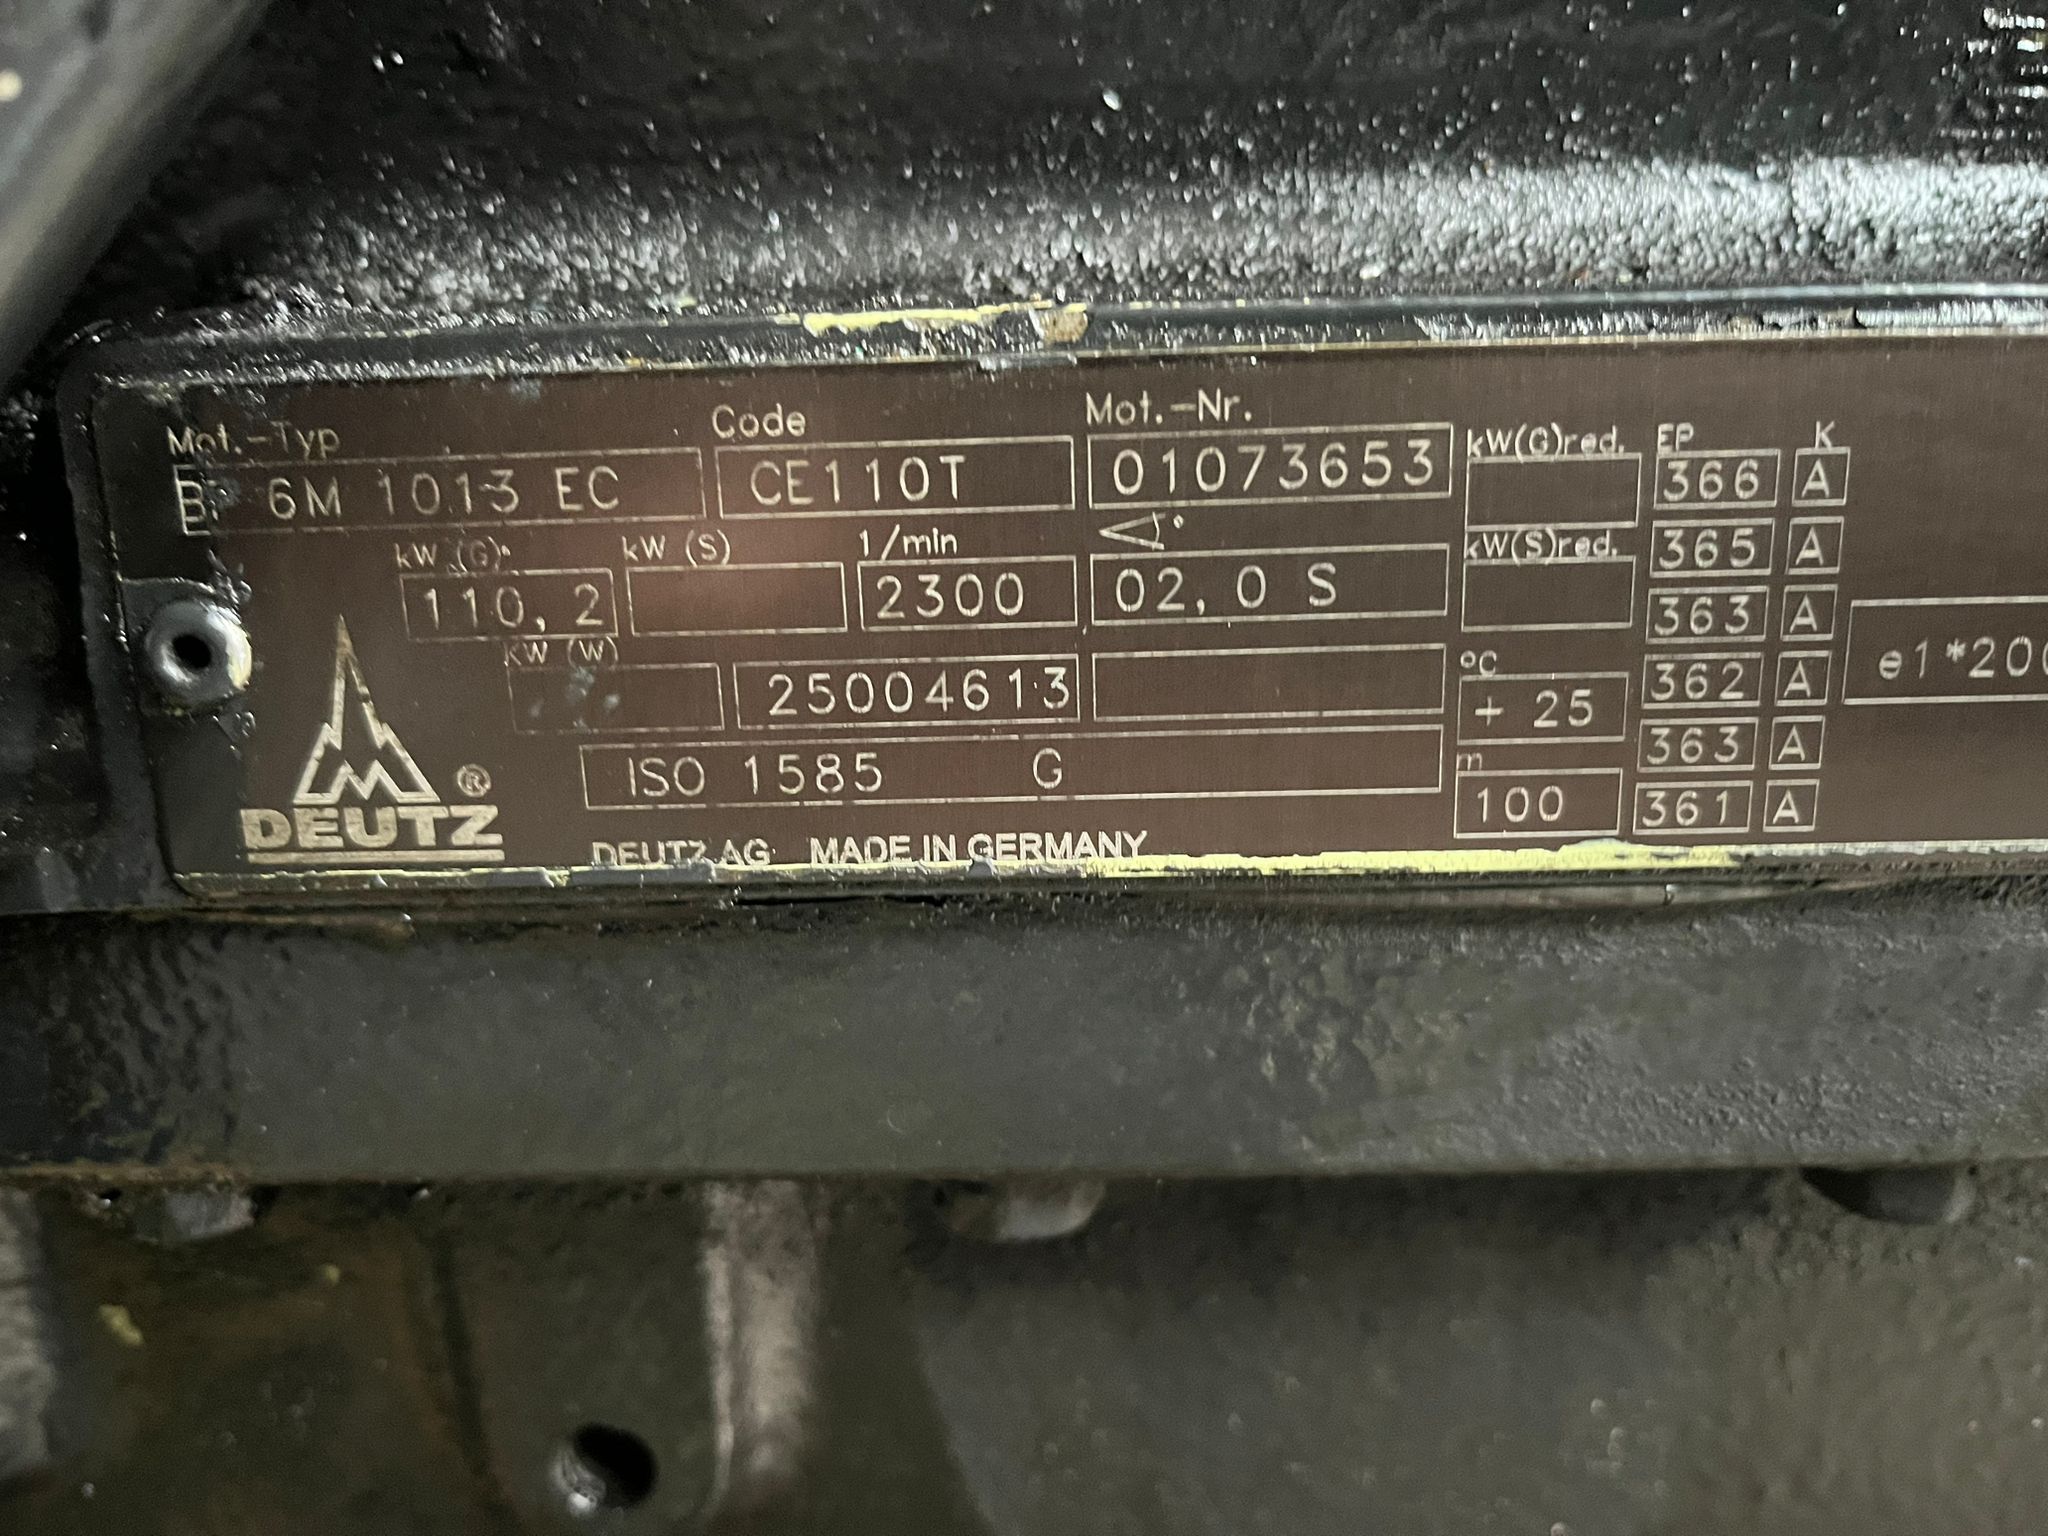 Mot.-Typ Code Mot.-Nr. kW(G)red. EP K
BF 6M 1013 EC CE110T 01073653 366 A
kW (G) kW (S) 1/min ∢° kW(S)red. 365 A
110,2 2300 02,0 S 363 A
kW (W) °C 362 A e1*200
25004613 + 25 363 A
ISO 1585 G m
100 361 A
DEUTZ®
DEUTZ AG MADE IN GERMANY